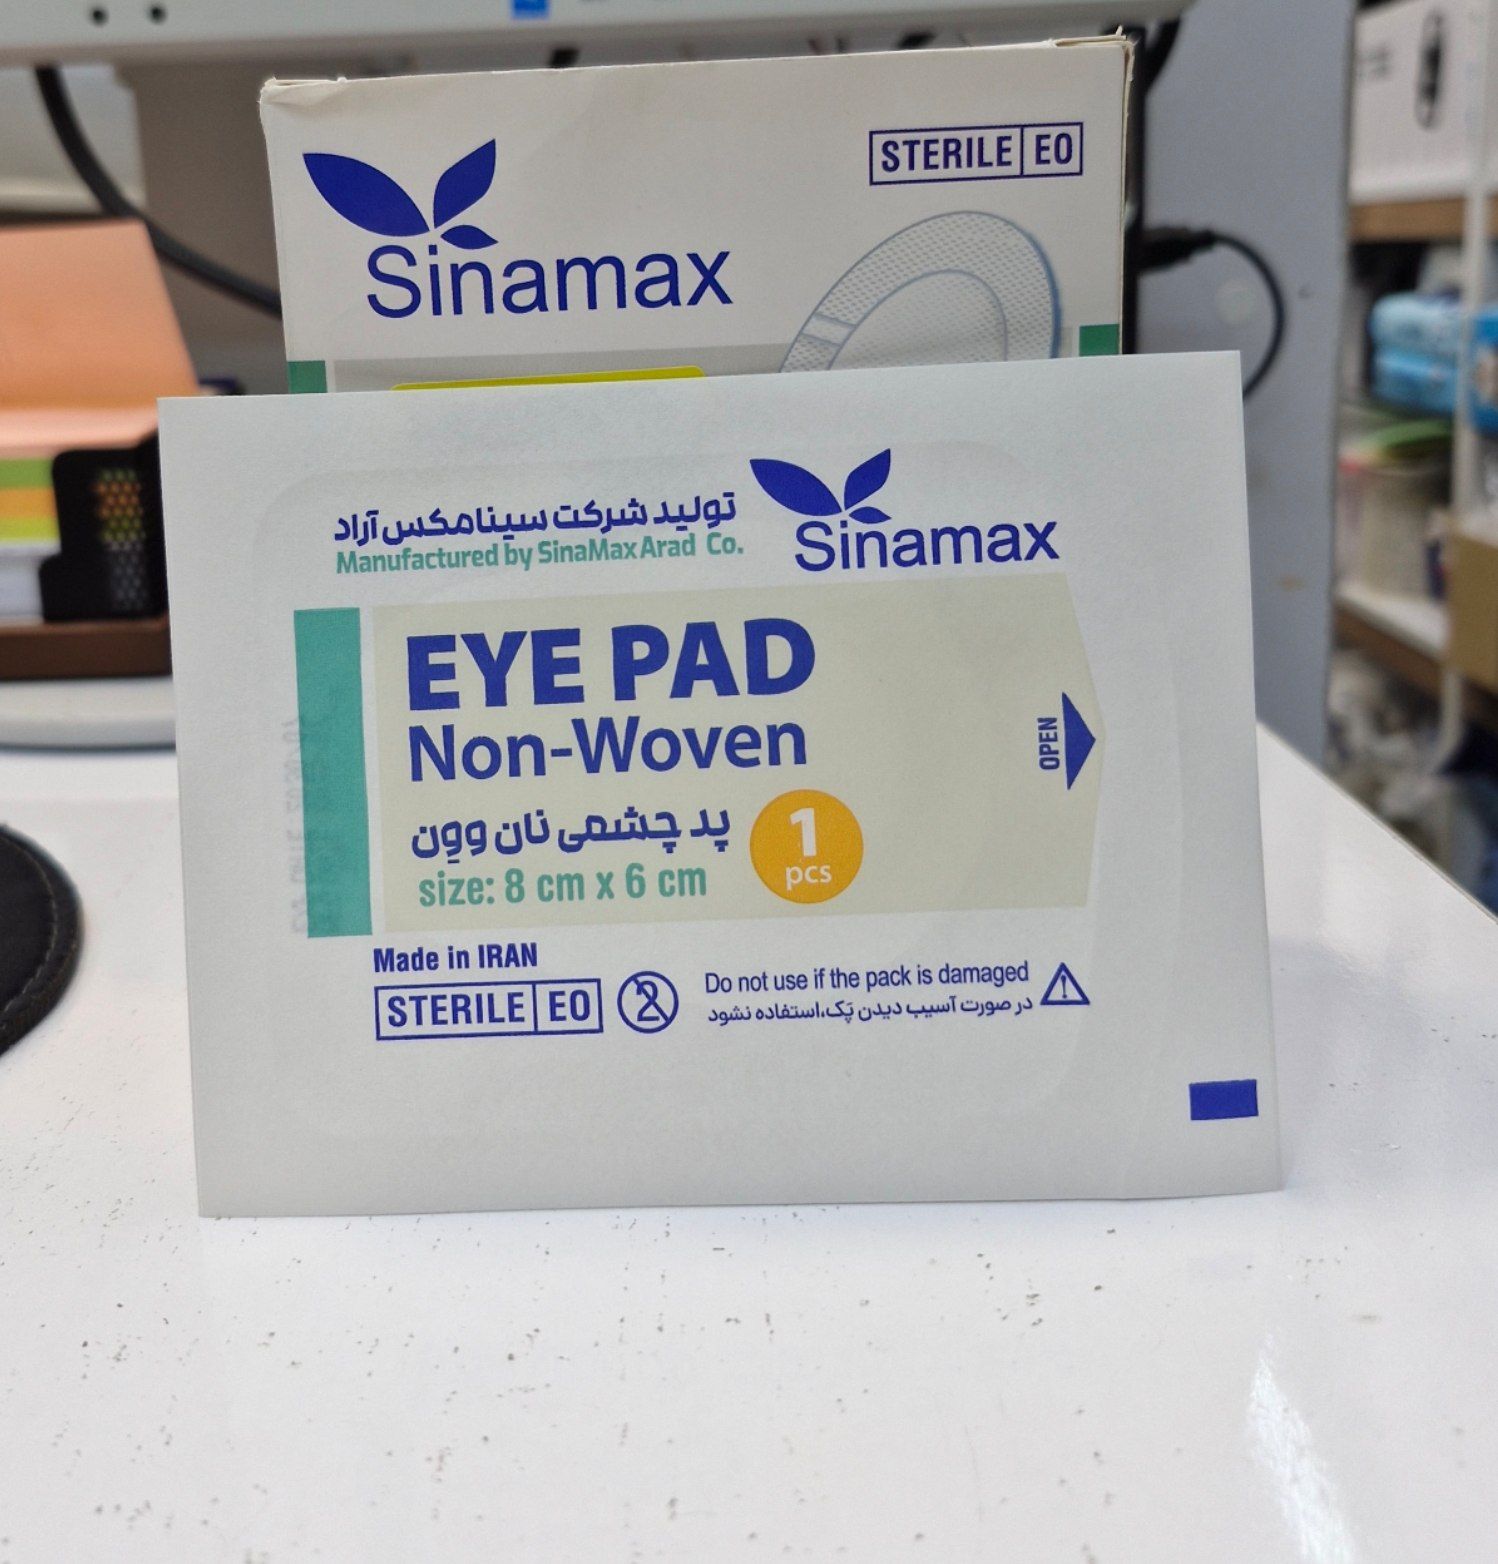 STERILE EO
Sinamax
تولید شرکت سینامکس آراد
Manufactured by SinaMax Arad Co.
Sinamax
EYE PAD
Non-Woven
OPEN
پد چشمی نان وِوِن
size: 8 cm x 6 cm
1
pcs
Made in IRAN
STERILE EO
2
Do not use if the pack is damaged
در صورت آسیب دیدن پَک،استفاده نشود